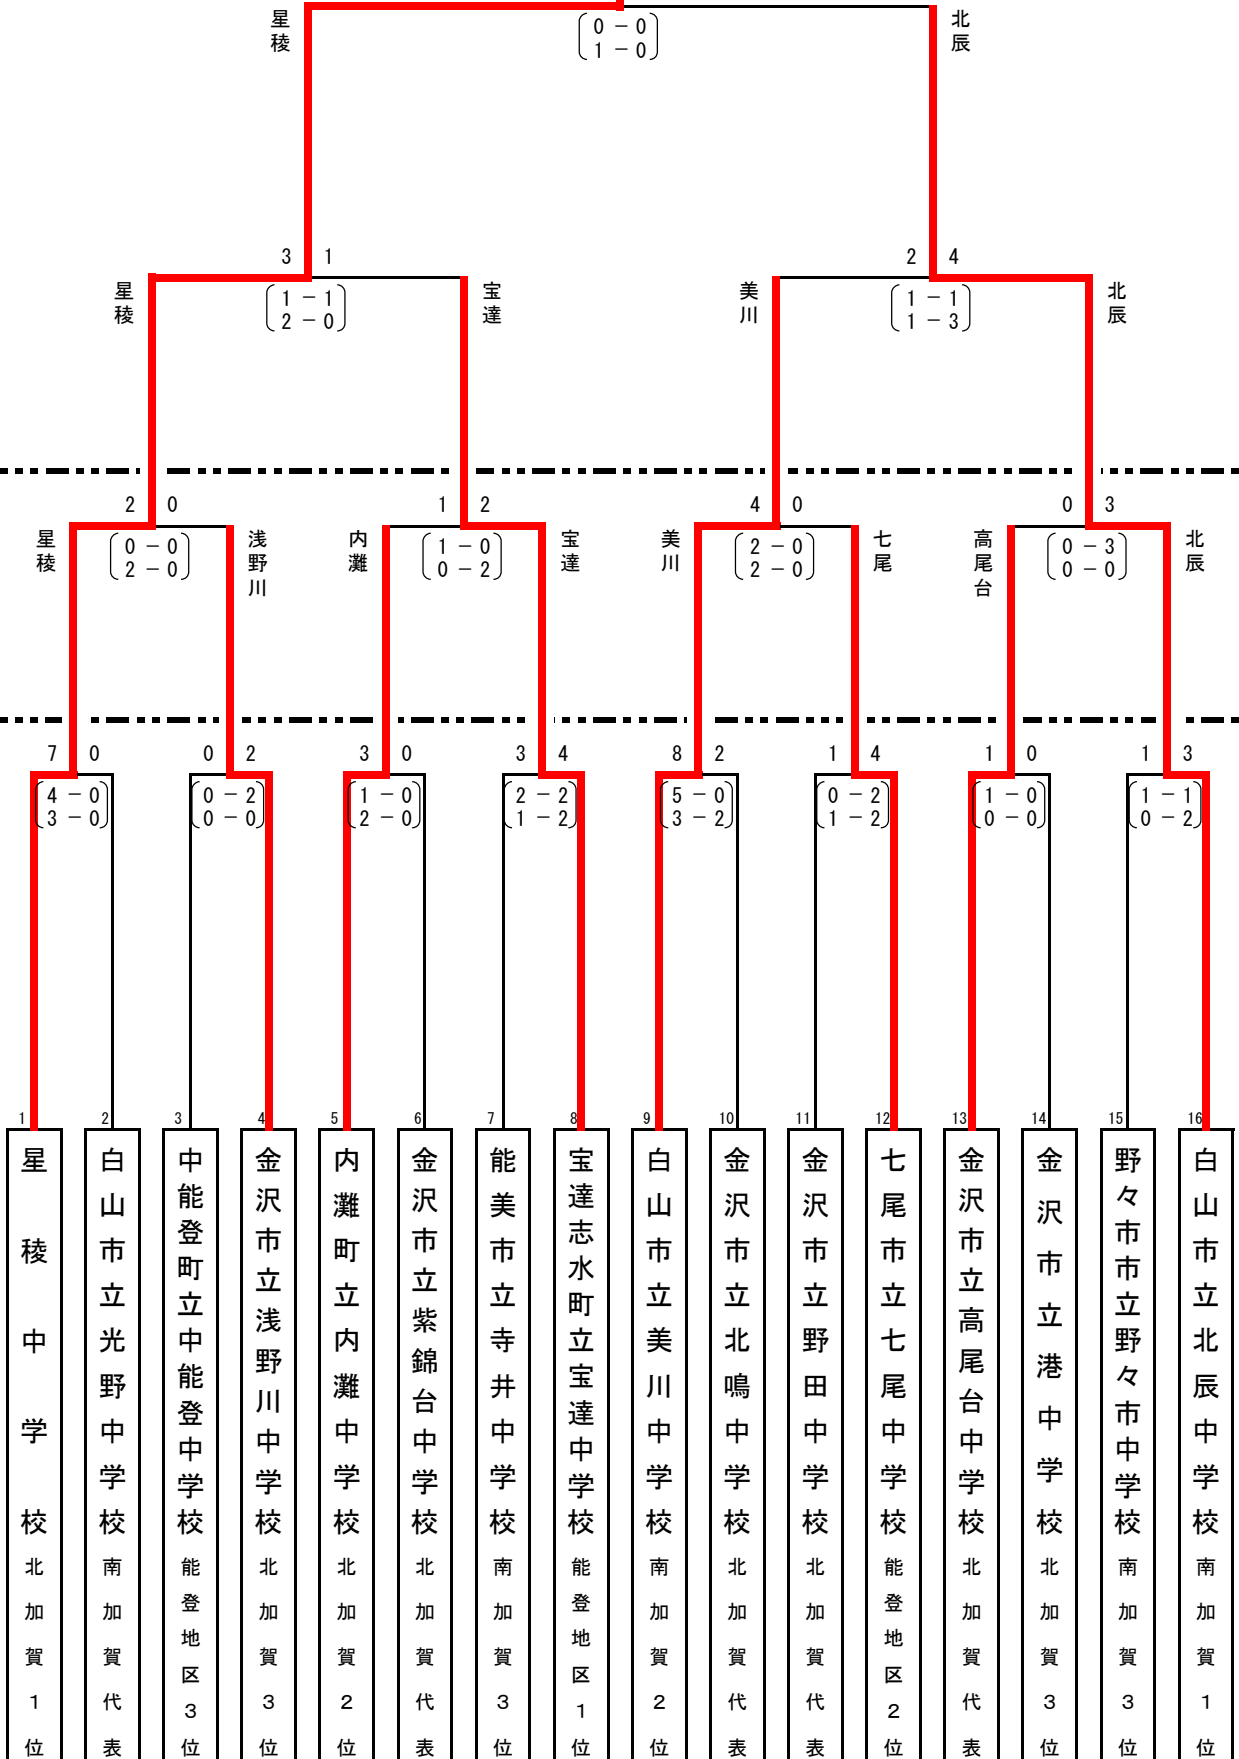 星稜
北辰
0 － 0
1 － 0
3 1
2 4
星稜
1 － 1
2 － 0
宝達
美川
1 － 1
1 － 3
北辰
2 0
1 2
4 0
0 3
星稜
0 － 0
2 － 0
浅野川
内灘
1 － 0
0 － 2
宝達
美川
2 － 0
2 － 0
七尾
高尾台
0 － 3
0 － 0
北辰
7 0
0 2
3 0
3 4
8 2
1 4
1 0
1 3
4 － 0
3 － 0
0 － 2
0 － 0
1 － 0
2 － 0
2 － 2
1 － 2
5 － 0
3 － 2
0 － 2
1 － 2
1 － 0
0 － 0
1 － 1
0 － 2
1
星稜中学校
北加賀1位
2
白山市立光野中学校
南加賀代表
3
中能登町立中能登中学校
能登地区3位
4
金沢市立浅野川中学校
北加賀3位
5
内灘町立内灘中学校
北加賀2位
6
金沢市立紫錦台中学校
北加賀代表
7
能美市立寺井中学校
南加賀3位
8
宝達志水町立宝達中学校
能登地区1位
9
白山市立美川中学校
南加賀2位
10
金沢市立北鳴中学校
北加賀代表
11
金沢市立野田中学校
北加賀代表
12
七尾市立七尾中学校
能登地区2位
13
金沢市立高尾台中学校
北加賀代表
14
金沢市立港中学校
北加賀3位
15
野々市市立野々市中学校
南加賀3位
16
白山市立北辰中学校
南加賀1位